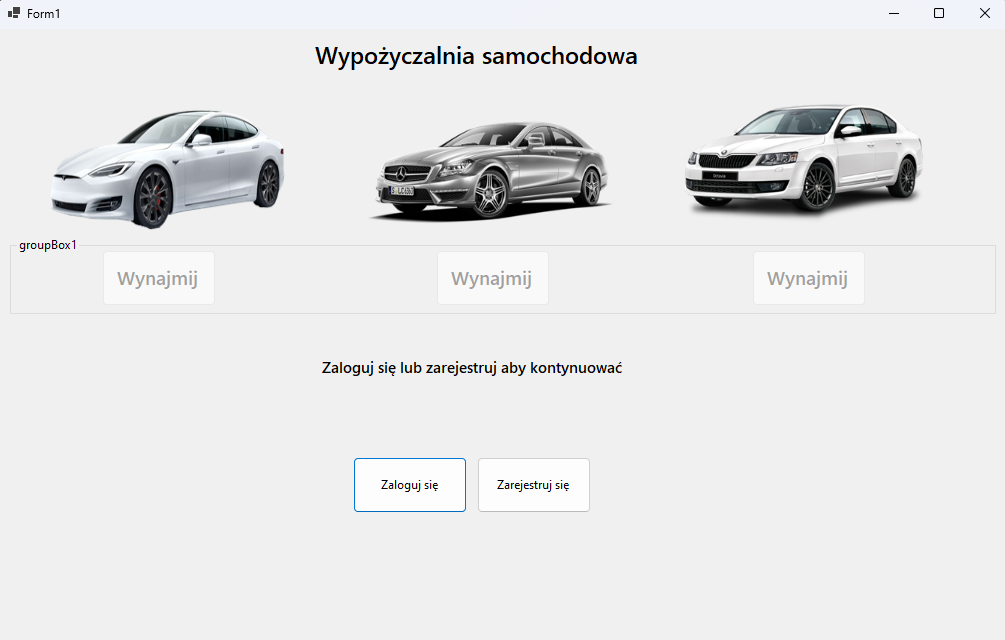 Form1
Wypożyczalnia samochodowa
groupBox1
Wynajmij
Wynajmij
Wynajmij
Zaloguj się lub zarejestruj aby kontynuować
Zaloguj się
Zarejestruj się